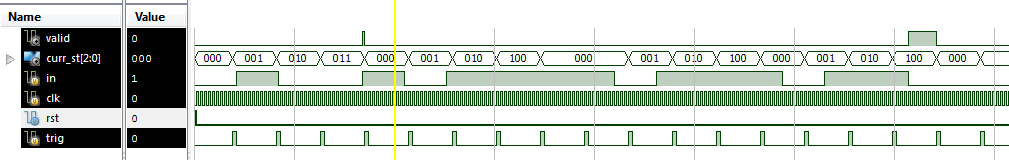 Name Value
valid 0
curr_st[2:0] 000 000 001 010 011 000 001 010 100 000 001 010 100 000 001 010 100 000
in 1
clk 0
rst 0
trig 0